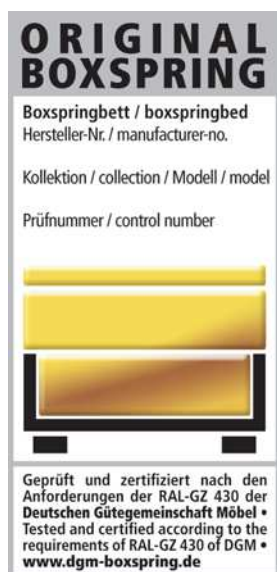 ORIGINAL
BOXSPRING
Boxspringbett / boxspringbed
Hersteller-Nr. / manufacturer-no.
Kollektion / collection / Modell / model
Prüfnummer / control number
Geprüft und zertifiziert nach den
Anforderungen der RAL-GZ 430 der
Deutschen Gütegemeinschaft Möbel •
Tested and certified according to the
requirements of RAL-GZ 430 of DGM •
www.dgm-boxspring.de